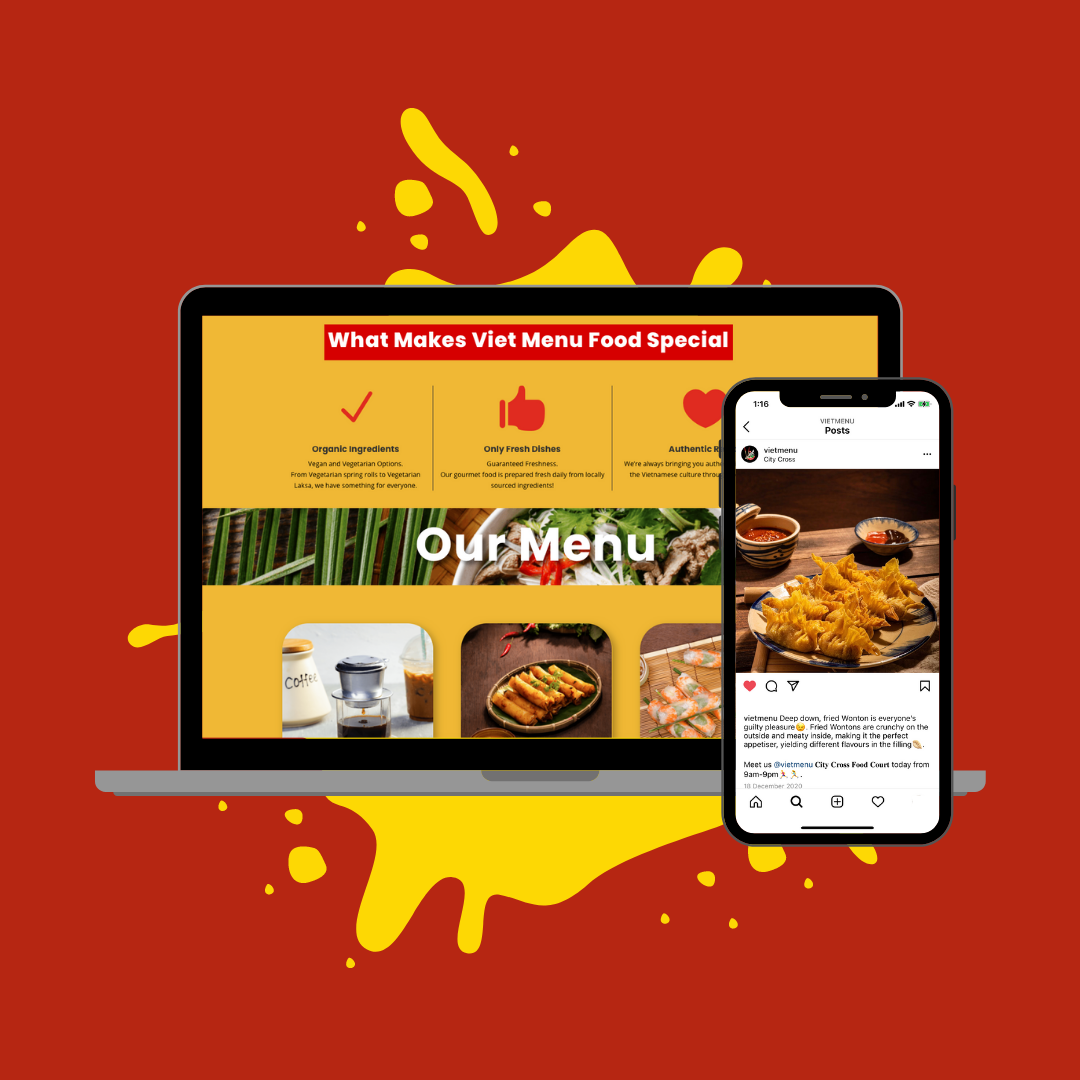 What Makes Viet Menu Food Special
Organic Ingredients
Vegan and Vegetarian Options.
From Vegetarian spring rolls to Vegetarian
Laksa, we have something for everyone.
Only Fresh Dishes
Guaranteed Freshness.
Our gourmet food is prepared fresh daily from locally
sourced ingredients!
Authentic
We're always bringing you
the Vietnamese culture
Our Menu
Coffee
1:16
VIETMENU
Posts
vietmenu
City Cross
vietmenu Deep down, fried Wonton is everyone's
guilty pleasure😉. Fried Wontons are crunchy on the
outside and meaty inside, making it the perfect
appetiser, yielding different flavours in the filling🥠.
Meet us @vietmenu City Cross Food Court today from
9am-9pm💃🏃.
18 December 2020